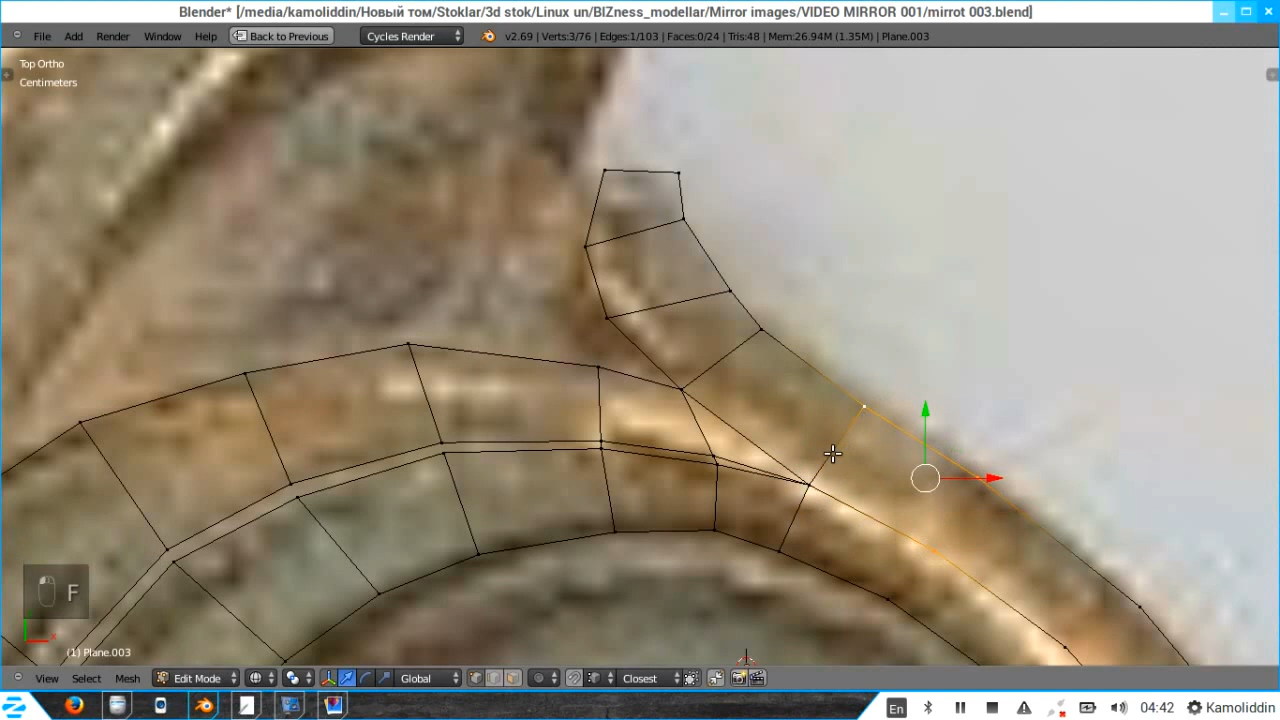 Blender* [/media/kamoliddin/Новый том/Stoklar/3d stok/Linux un/BIZness_modellar/Mirror images/VIDEO MIRROR 001/mirrot 003.blend]
File Add Render Window Help Back to Previous Cycles Render v2.69 | Verts:3/76 | Edges:1/103 | Faces:0/24 | Tris:48 | Mem:26.94M (1.35M) | Plane.003
Top Ortho
Centimeters
F
(1) Plane.003
View Select Mesh Edit Mode Global Closest
En 04:42 Kamoliddin